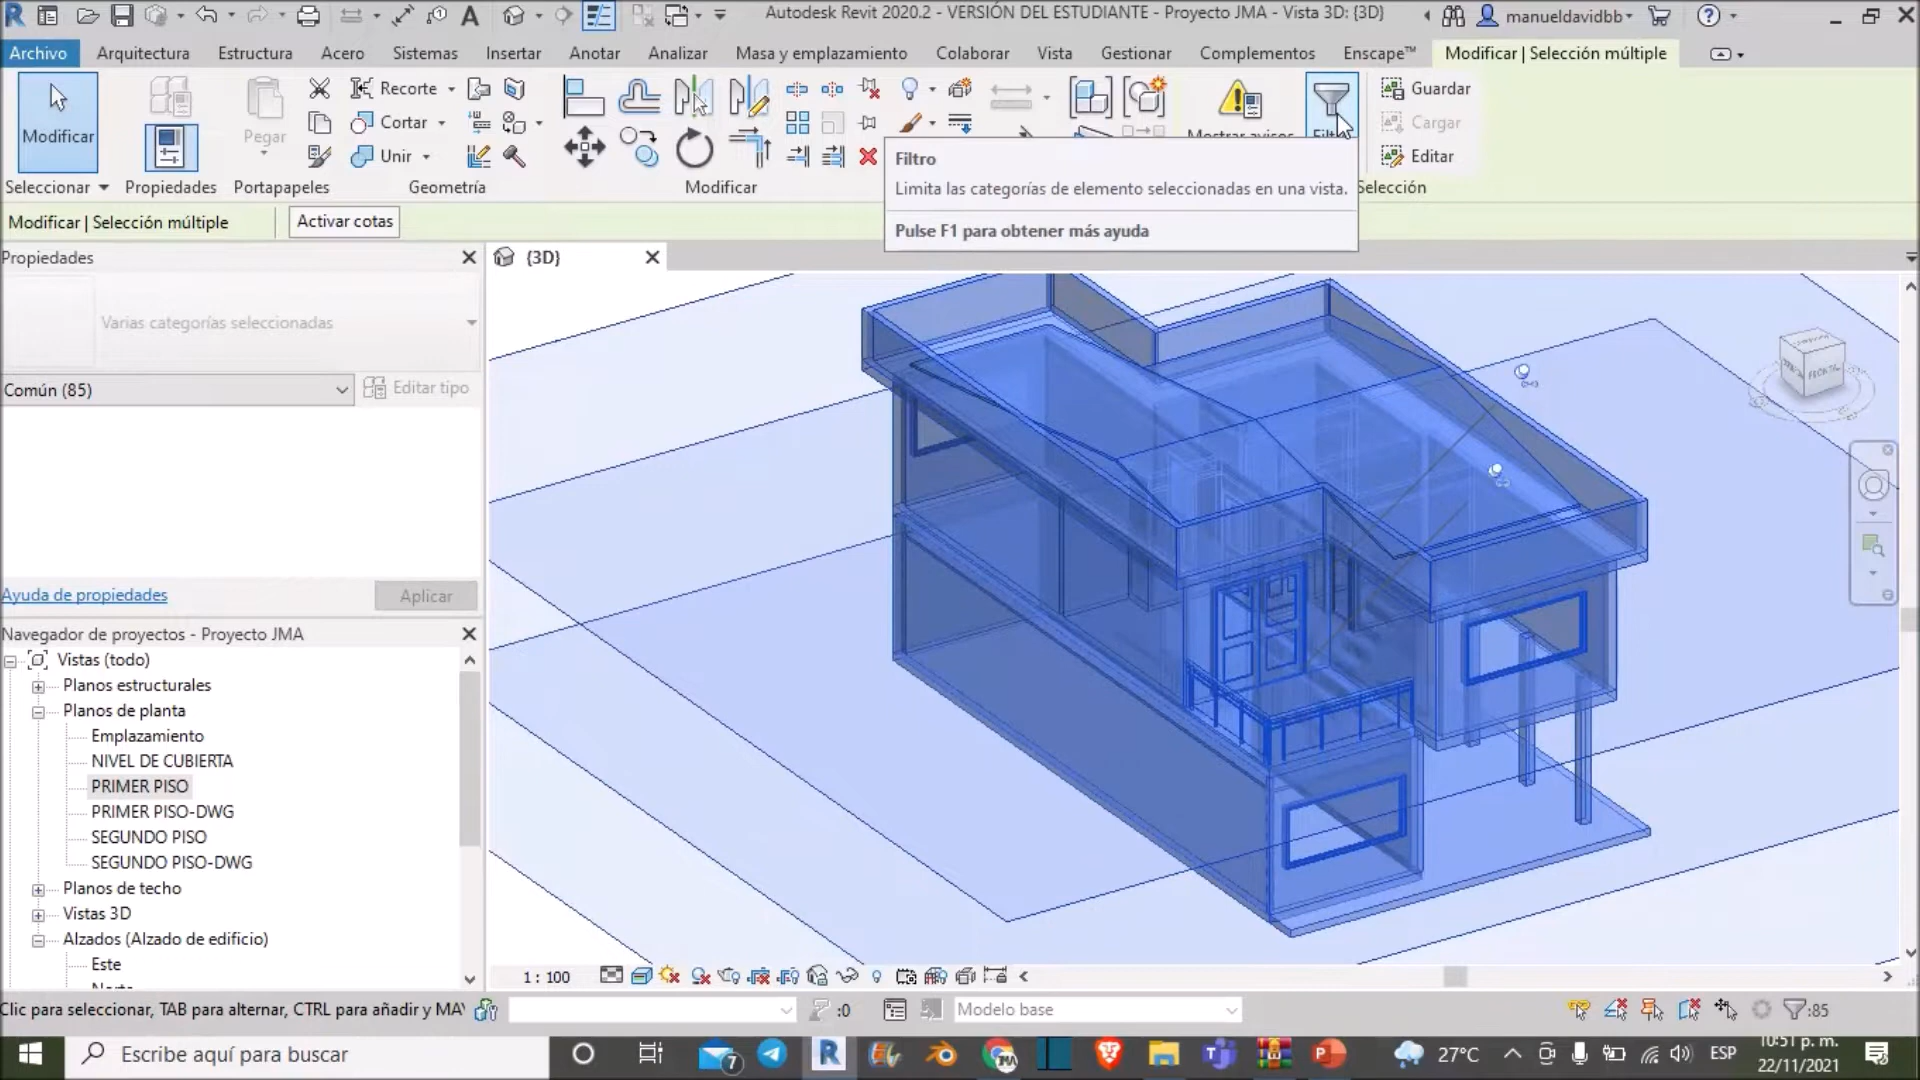 Autodesk Revit 2020.2 - VERSIÓN DEL ESTUDIANTE - Proyecto JMA - Vista 3D: {3D}
manueldavidbb
Archivo Arquitectura Estructura Acero Sistemas Insertar Anotar Analizar Masa y emplazamiento Colaborar Vista Gestionar Complementos Enscape™ Modificar | Selección múltiple
Modificar
Pegar
Recorte
Cortar
Unir
Mostrar avisos
Guardar
Cargar
Editar
Seleccionar Propiedades Portapapeles Geometría Modificar Selección
Filtro
Limita las categorías de elemento seleccionadas en una vista.
Pulse F1 para obtener más ayuda
Modificar | Selección múltiple
Activar cotas
Propiedades
{3D}
Varias categorías seleccionadas
Común (85)
Editar tipo
Ayuda de propiedades
Aplicar
Navegador de proyectos - Proyecto JMA
Vistas (todo)
Planos estructurales
Planos de planta
Emplazamiento
NIVEL DE CUBIERTA
PRIMER PISO
PRIMER PISO-DWG
SEGUNDO PISO
SEGUNDO PISO-DWG
Planos de techo
Vistas 3D
Alzados (Alzado de edificio)
Este
FRONTAL
1 : 100
Clic para seleccionar, TAB para alternar, CTRL para añadir y MA
:0
Modelo base
:85
Escribe aquí para buscar
7
JMA
27°C
ESP
10:51 p. m.
22/11/2021